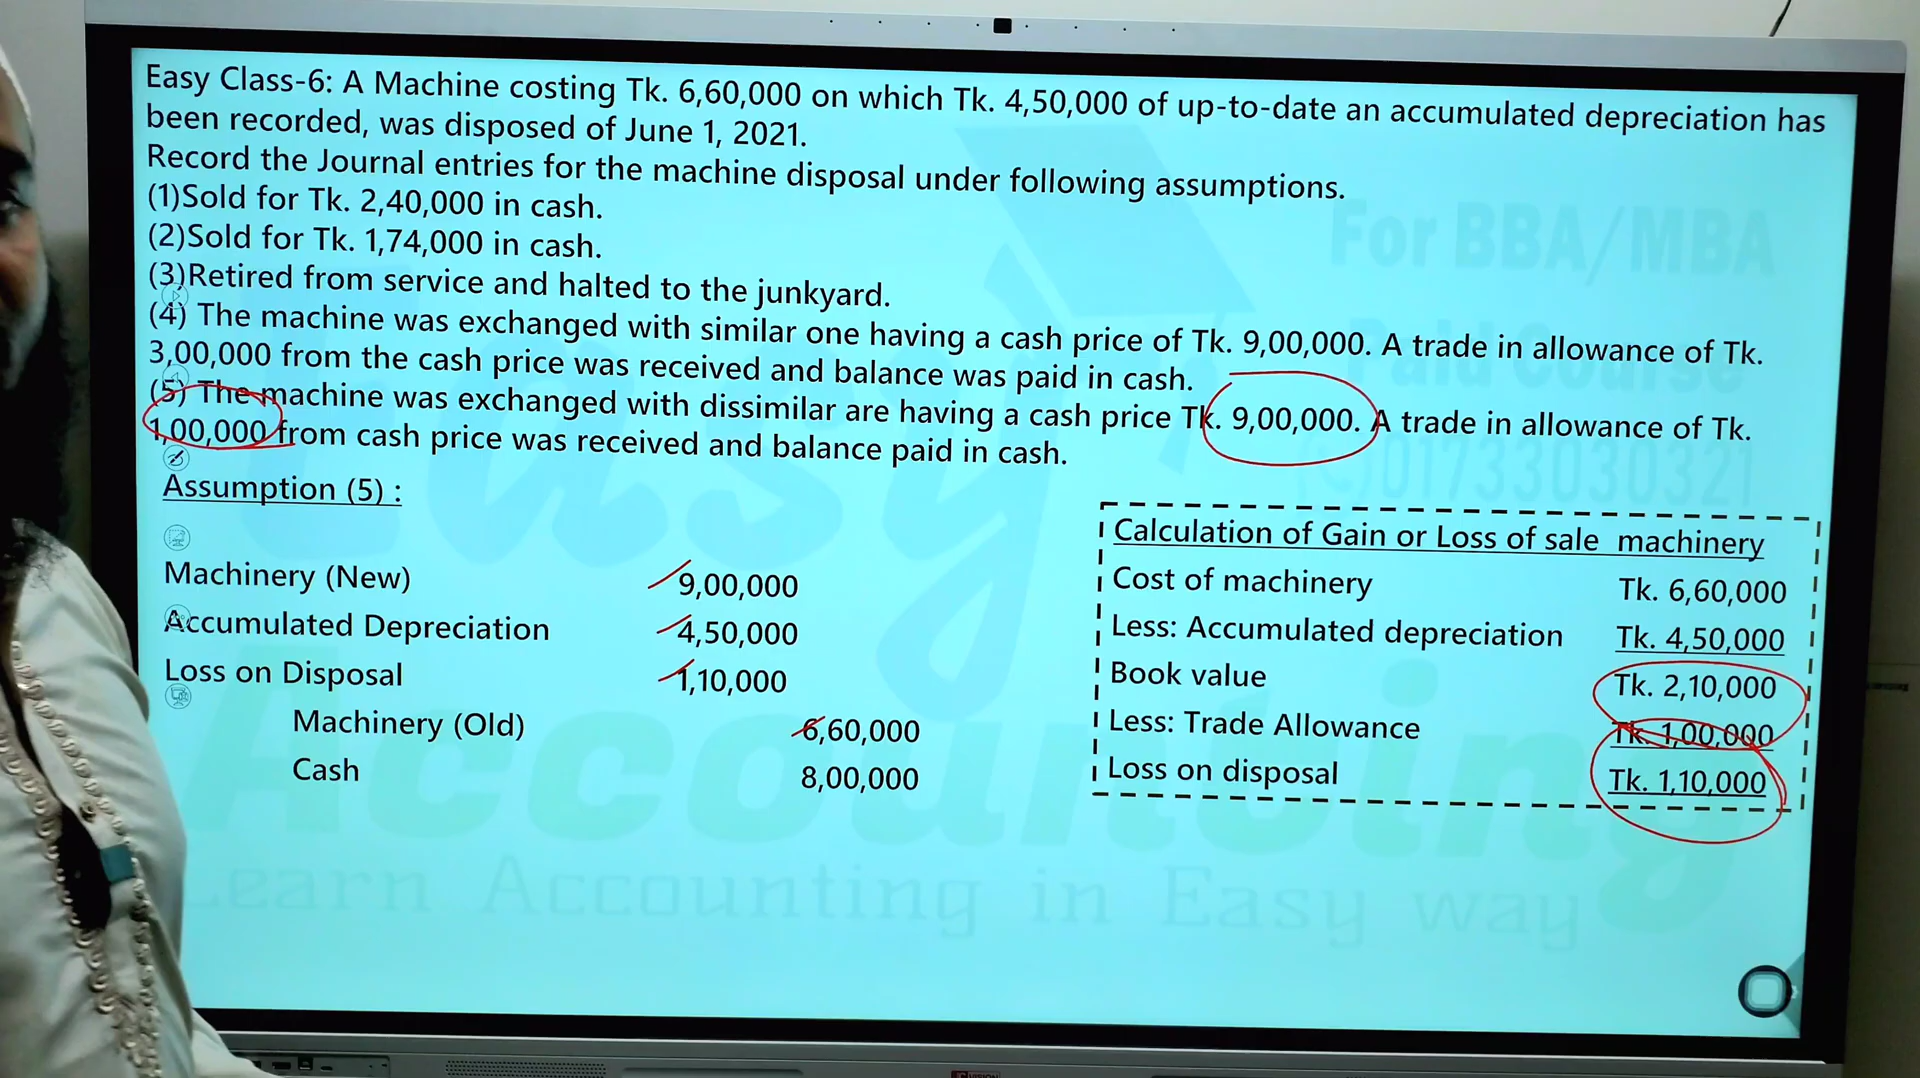 Easy Class-6: A Machine costing Tk. 6,60,000 on which Tk. 4,50,000 of up-to-date an accumulated depreciation has
been recorded, was disposed of June 1, 2021.
Record the Journal entries for the machine disposal under following assumptions.
(1)Sold for Tk. 2,40,000 in cash.
(2)Sold for Tk. 1,74,000 in cash.
(3)Retired from service and halted to the junkyard.
(4) The machine was exchanged with similar one having a cash price of Tk. 9,00,000. A trade in allowance of Tk.
3,00,000 from the cash price was received and balance was paid in cash.
(5) The machine was exchanged with dissimilar are having a cash price Tk. 9,00,000. A trade in allowance of Tk.
1,00,000 from cash price was received and balance paid in cash.
Assumption (5) :
Machinery (New) 9,00,000
Accumulated Depreciation 4,50,000
Loss on Disposal 1,10,000
Machinery (Old) 6,60,000
Cash 8,00,000
Calculation of Gain or Loss of sale machinery
Cost of machinery Tk. 6,60,000
Less: Accumulated depreciation Tk. 4,50,000
Book value Tk. 2,10,000
Less: Trade Allowance Tk. 1,00,000
Loss on disposal Tk. 1,10,000
For BBA/MBA
Paid Course
01733030321
Easy
Accounting
Learn Accounting in Easy way